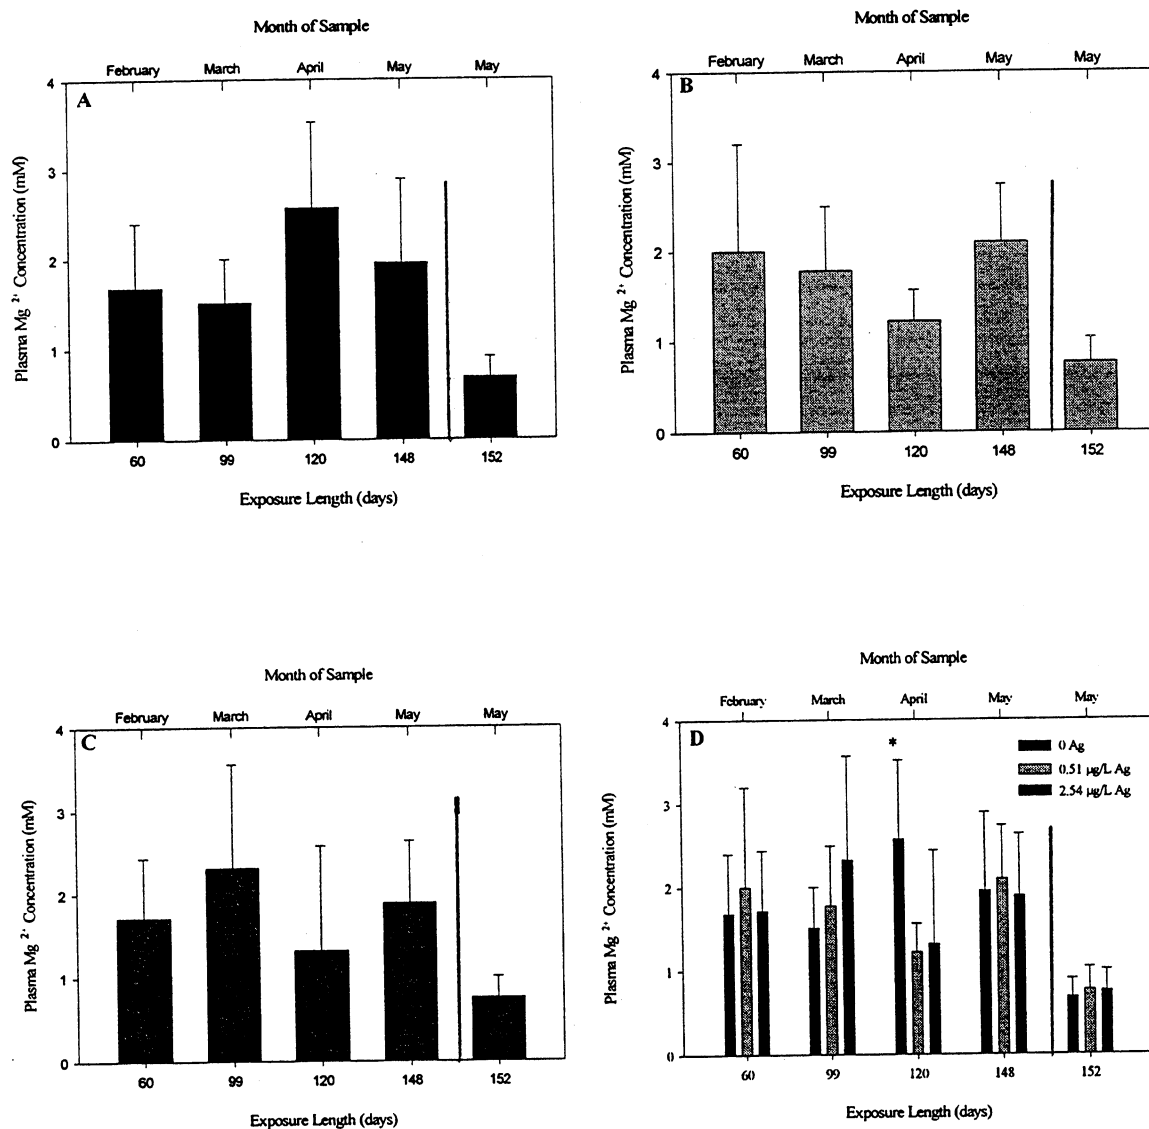 Month of Sample
February March April May May
A
4
3
2
1
0
Plasma Mg 2+ Concentration (mM)
60 99 120 148 152
Exposure Length (days)
Month of Sample
February March April May May
B
4
3
2
1
0
Plasma Mg 2+ Concentration (mM)
60 99 120 148 152
Exposure Length (days)
Month of Sample
February March April May May
C
4
3
2
1
0
Plasma Mg 2+ Concentration (mM)
60 99 120 148 152
Exposure Length (days)
Month of Sample
February March April May May
D
*
0 Ag
0.51 µg/L Ag
2.54 µg/L Ag
4
3
2
1
0
Plasma Mg 2+ Concentration (mM)
60 99 120 148 152
Exposure Length (days)